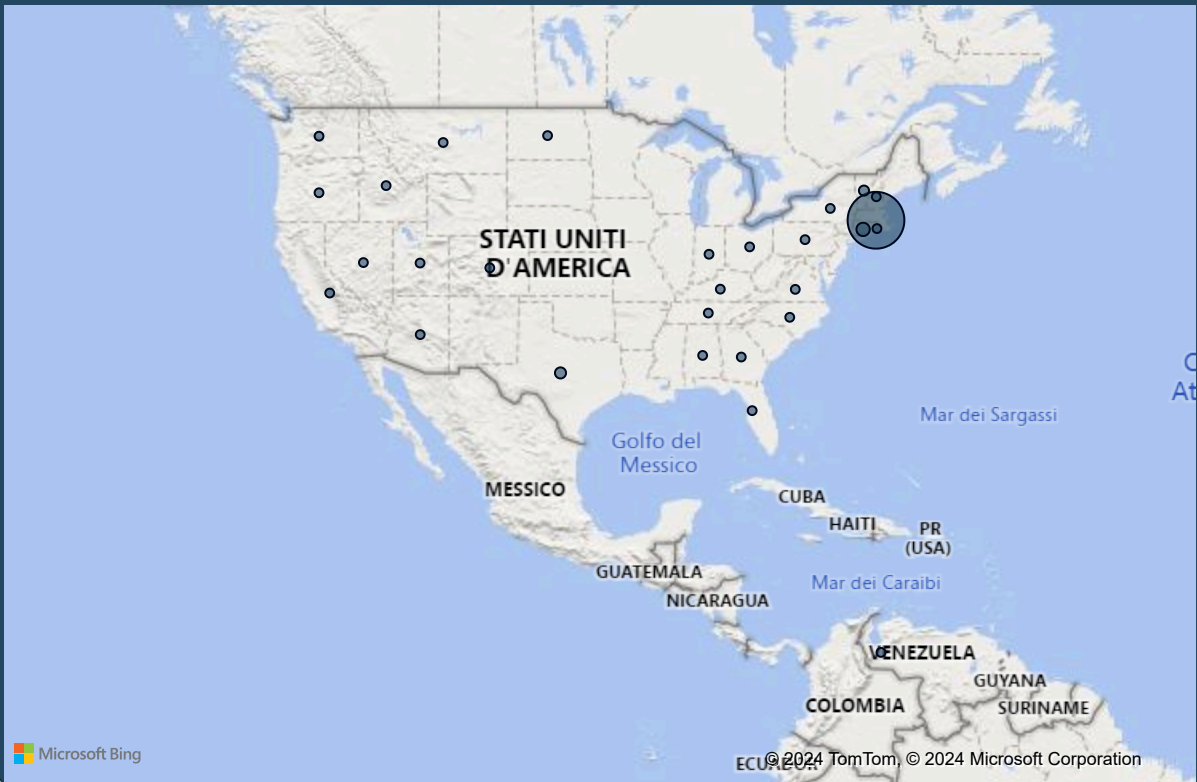 STATI UNITI
D'AMERICA
Mar dei Sargassi
Golfo del
Messico
MESSICO
CUBA
HAITI
PR
(USA)
GUATEMALA
Mar dei Caraibi
NICARAGUA
VENEZUELA
GUYANA
COLOMBIA
SURINAME
Microsoft Bing
ECUADOR
© 2024 TomTom, © 2024 Microsoft Corporation